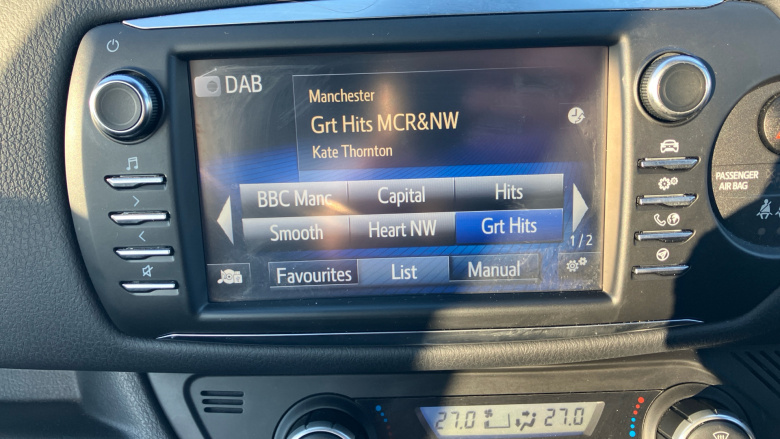 DAB
Manchester
Grt Hits MCR&NW
Kate Thornton
BBC Manc Capital Hits
Smooth Heart NW Grt Hits
1/2
Favourites List Manual
PASSENGER
AIR BAG
27.0 27.0